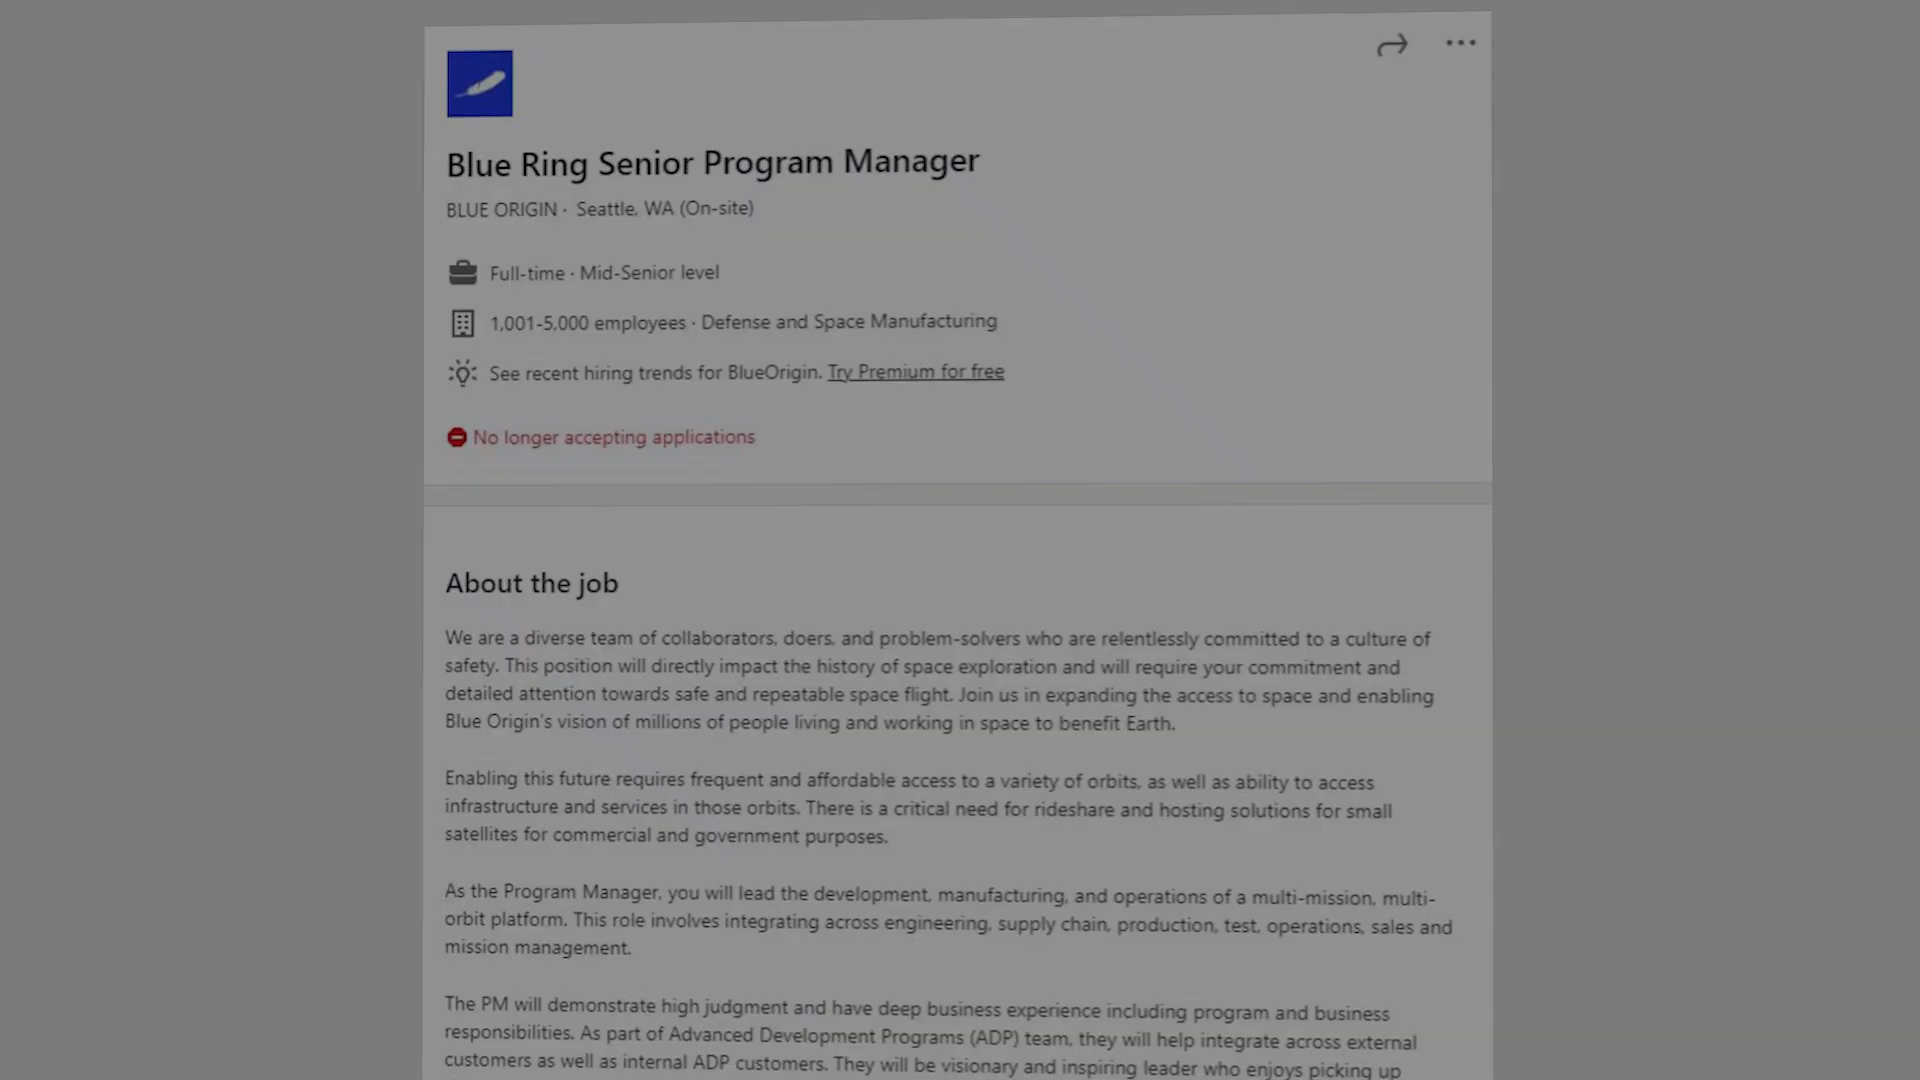 Blue Ring Senior Program Manager
BLUE ORIGIN · Seattle, WA (On-site)
Full-time · Mid-Senior level
1,001-5,000 employees · Defense and Space Manufacturing
See recent hiring trends for BlueOrigin. Try Premium for free
No longer accepting applications
About the job
We are a diverse team of collaborators, doers, and problem-solvers who are relentlessly committed to a culture of
safety. This position will directly impact the history of space exploration and will require your commitment and
detailed attention towards safe and repeatable space flight. Join us in expanding the access to space and enabling
Blue Origin's vision of millions of people living and working in space to benefit Earth.
Enabling this future requires frequent and affordable access to a variety of orbits, as well as ability to access
infrastructure and services in those orbits. There is a critical need for rideshare and hosting solutions for small
satellites for commercial and government purposes.
As the Program Manager, you will lead the development, manufacturing, and operations of a multi-mission, multi-
orbit platform. This role involves integrating across engineering, supply chain, production, test, operations, sales and
mission management.
The PM will demonstrate high judgment and have deep business experience including program and business
responsibilities. As part of Advanced Development Programs (ADP) team, they will help integrate across external
customers as well as internal ADP customers. They will be visionary and inspiring leader who enjoys picking up